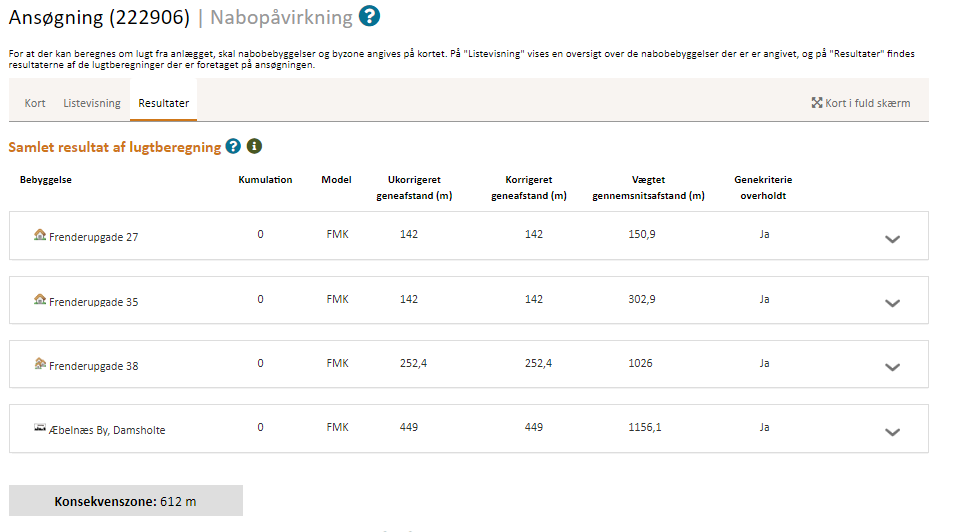 Ansøgning (222906) | Nabopåvirkning ?
For at der kan beregnes om lugt fra anlægget, skal nabobebyggelser og byzone angives på kortet. På "Listevisning" vises en oversigt over de nabobebyggelser der er er angivet, og på "Resultater" findes
resultaterne af de lugtberegninger der er foretaget på ansøgningen.
Kort Listevisning Resultater Kort i fuld skærm
Samlet resultat af lugtberegning ? i
Bebyggelse Kumulation Model Ukorrigeret geneafstand (m) Korrigeret geneafstand (m) Vægtet gennemsnitsafstand (m) Genekriterie overholdt
Frenderupgade 27 0 FMK 142 142 150,9 Ja
Frenderupgade 35 0 FMK 142 142 302,9 Ja
Frenderupgade 38 0 FMK 252,4 252,4 1026 Ja
Æbelnæs By, Damsholte 0 FMK 449 449 1156,1 Ja
Konsekvenszone: 612 m